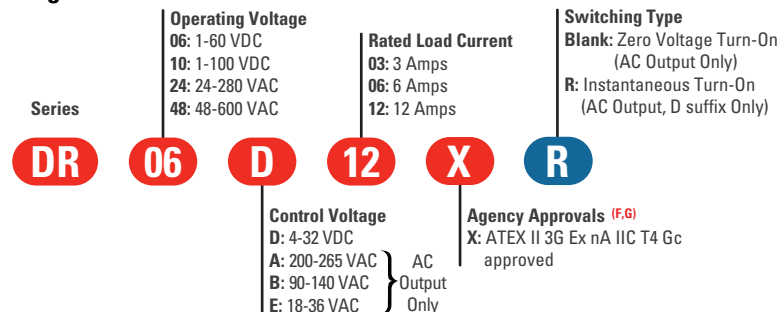 Operating Voltage
06: 1-60 VDC
10: 1-100 VDC
24: 24-280 VAC
48: 48-600 VAC
Rated Load Current
03: 3 Amps
06: 6 Amps
12: 12 Amps
Switching Type
Blank: Zero Voltage Turn-On
(AC Output Only)
R: Instantaneous Turn-On
(AC Output, D suffix Only)
Series
DR 06 D 12 X R
Control Voltage
D: 4-32 VDC
A: 200-265 VAC
B: 90-140 VAC
E: 18-36 VAC
AC
Output
Only
Agency Approvals (F,G)
X: ATEX II 3G Ex nA IIC T4 Gc
approved